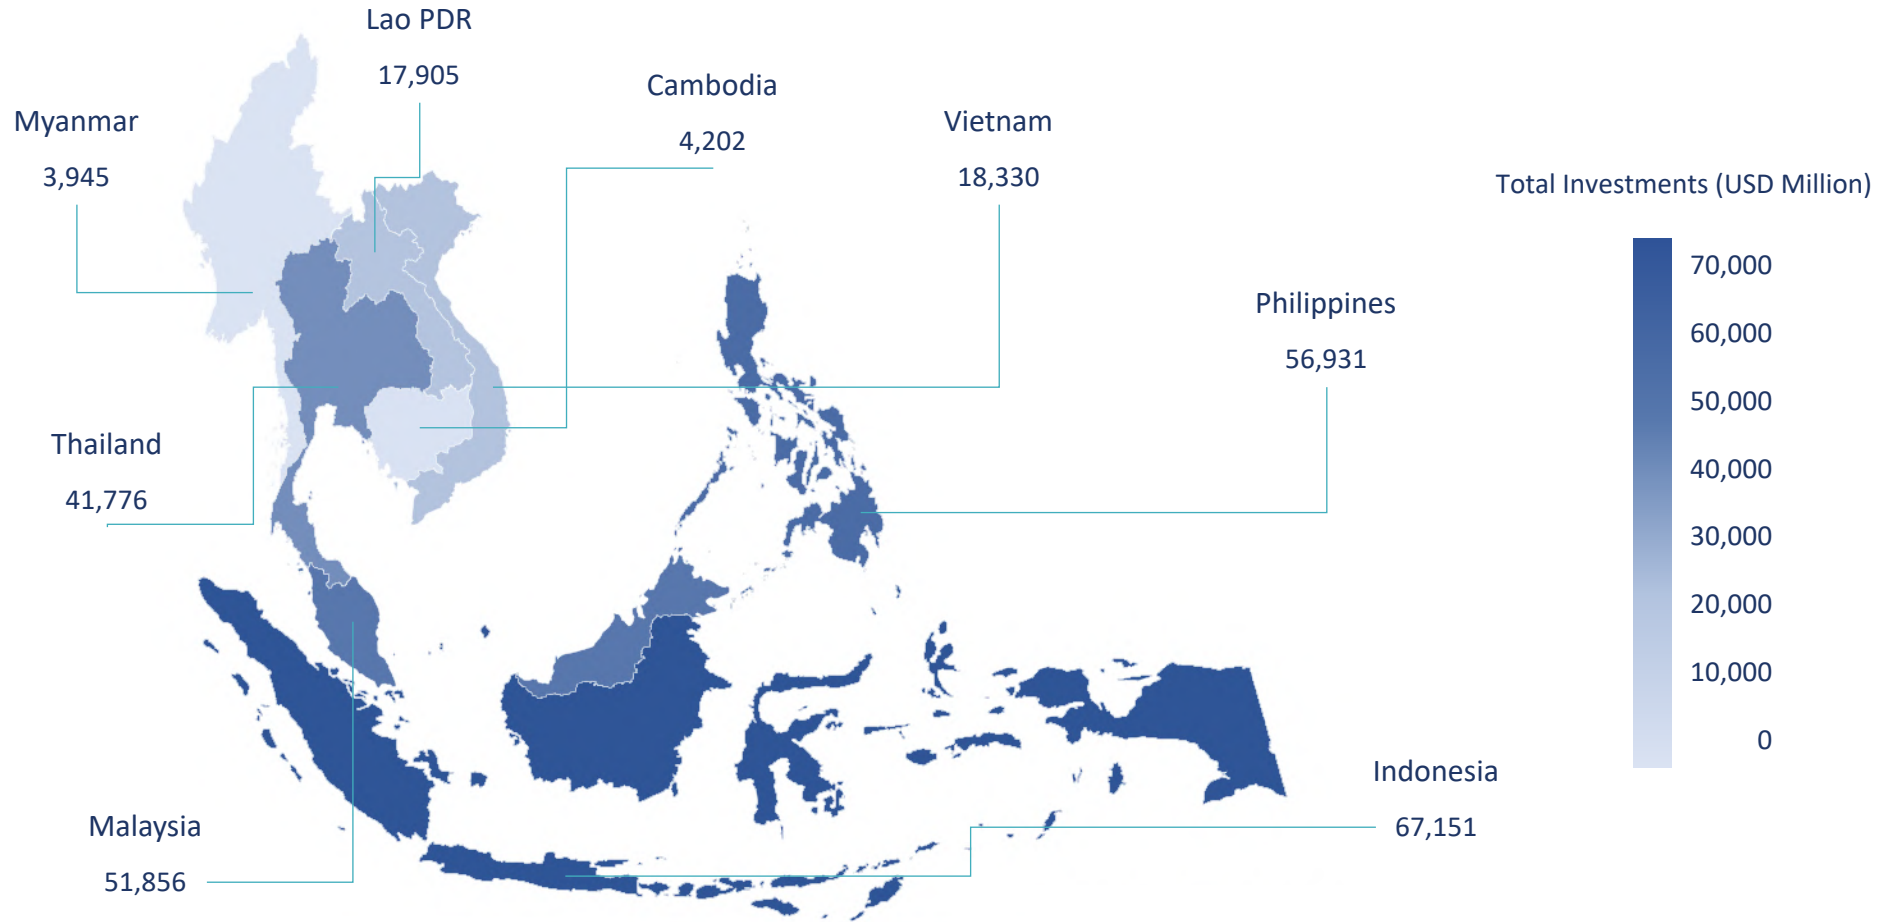 Lao PDR
17,905
Cambodia
4,202
Myanmar
3,945
Vietnam
18,330
Total Investments (USD Million)
70,000
60,000
50,000
40,000
30,000
20,000
10,000
0
Philippines
56,931
Thailand
41,776
Indonesia
67,151
Malaysia
51,856